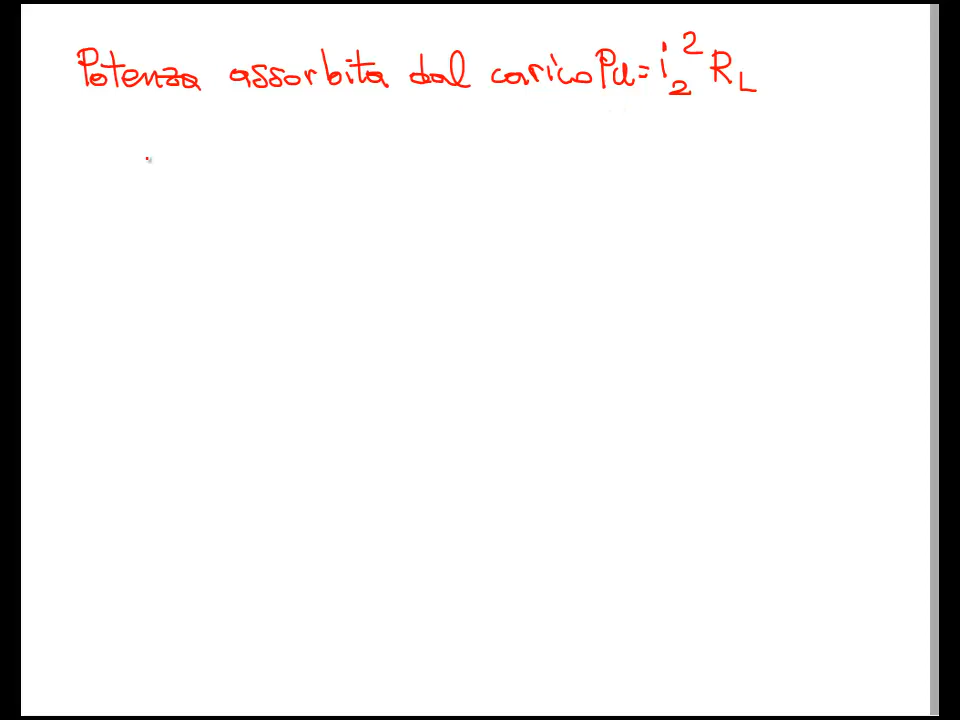 Potenza assorbita dal carico Pu = i₂² R_L